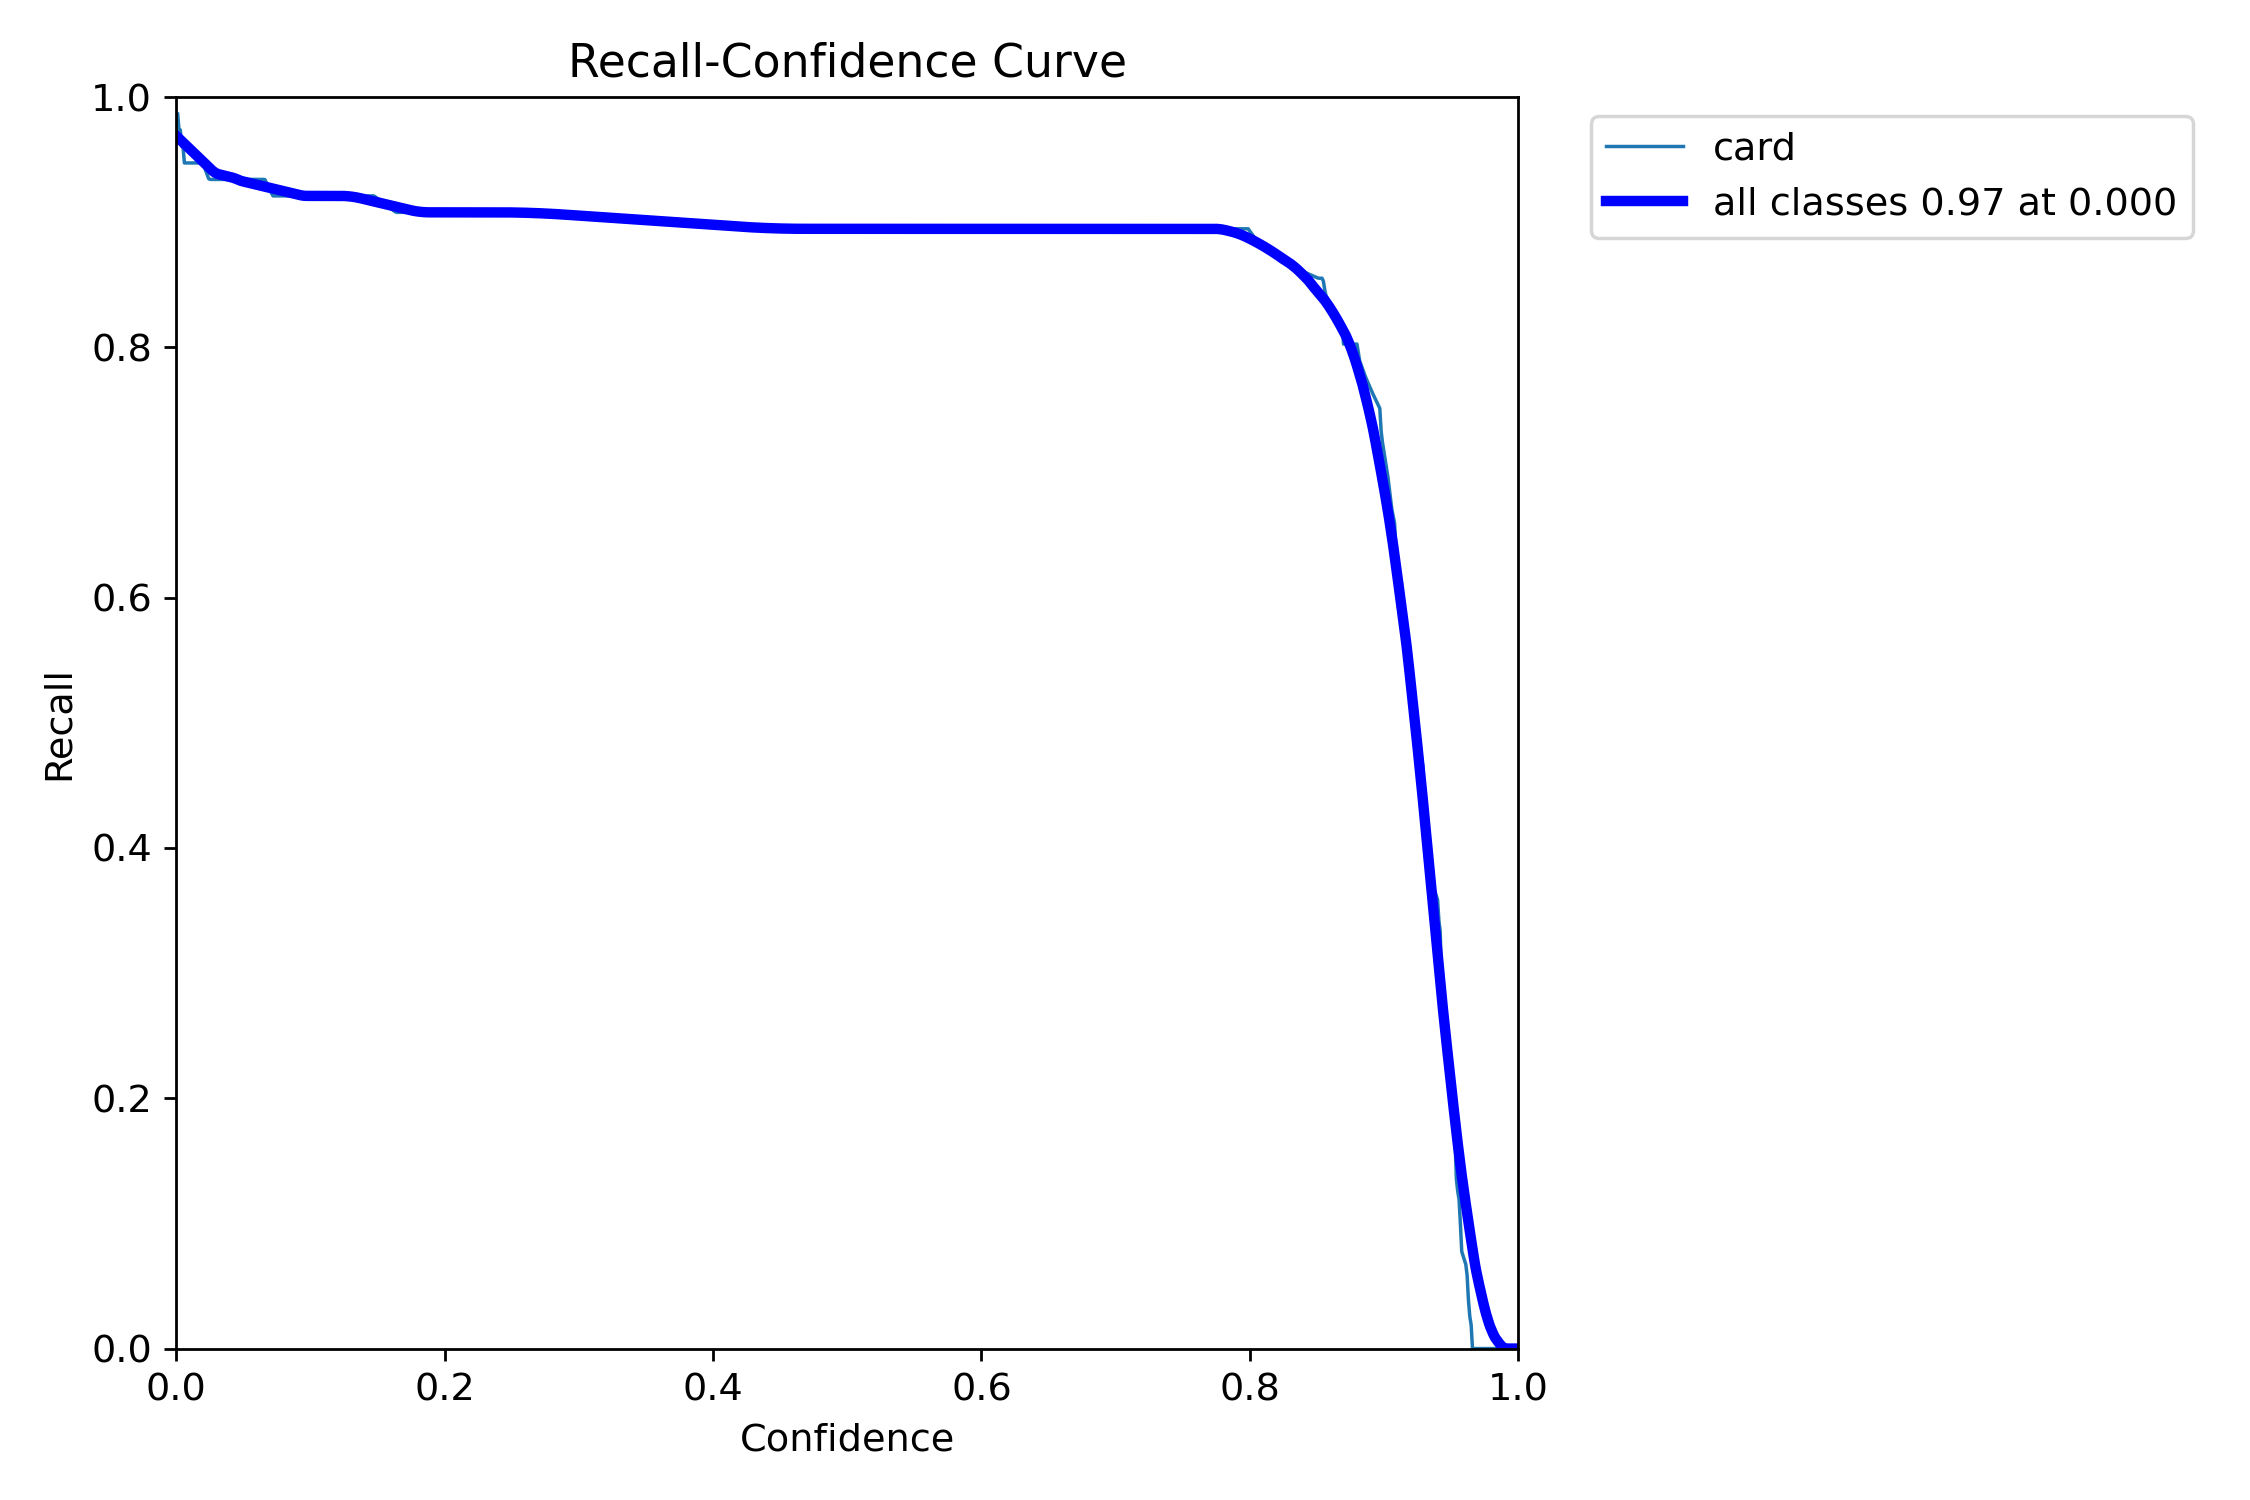 Recall-Confidence Curve
1.0
0.8
0.6
0.4
0.2
0.0
Recall
0.0 0.2 0.4 0.6 0.8 1.0
Confidence
card
all classes 0.97 at 0.000